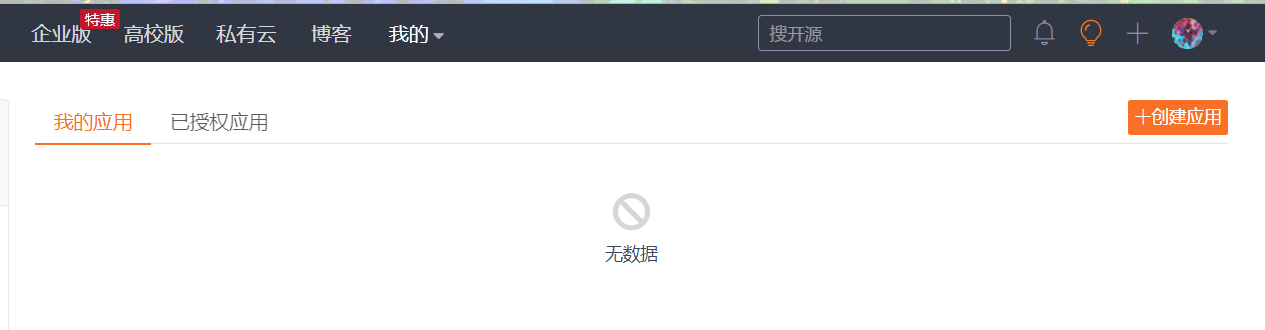 企业版 特惠 高校版 私有云 博客 我的 搜开源
我的应用 已授权应用 +创建应用
无数据